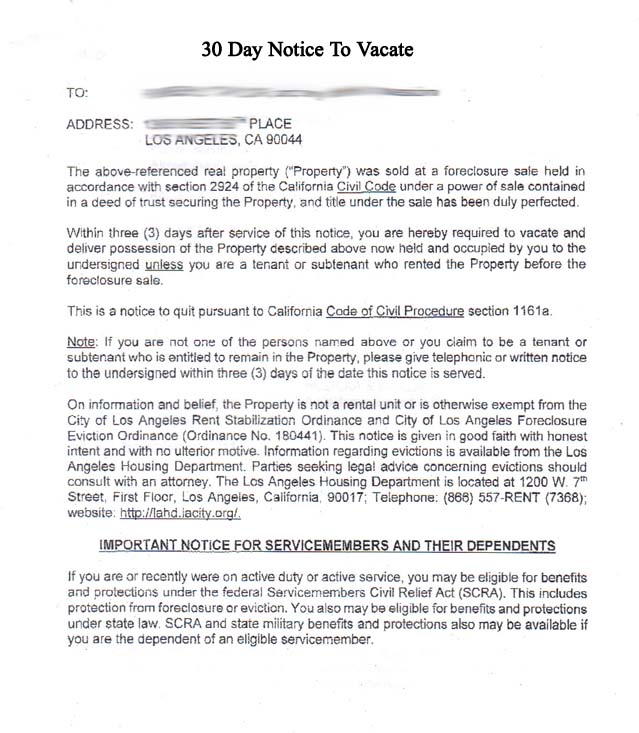 30 Day Notice To Vacate
TO:
ADDRESS: PLACE
LOS ANGELES, CA 90044
The above-referenced real property ("Property") was sold at a foreclosure sale held in
accordance with section 2924 of the California Civil Code under a power of sale contained
in a deed of trust securing the Property, and title under the sale has been duly perfected.
Within three (3) days after service of this notice, you are hereby required to vacate and
deliver possession of the Property described above now held and occupied by you to the
undersigned unless you are a tenant or subtenant who rented the Property before the
foreclosure sale.
This is a notice to quit pursuant to California Code of Civil Procedure section 1161a.
Note: If you are not one of the persons named above or you claim to be a tenant or
subtenant who is entitled to remain in the Property, please give telephonic or written notice
to the undersigned within three (3) days of the date this notice is served.
On information and belief, the Property is not a rental unit or is otherwise exempt from the
City of Los Angeles Rent Stabilization Ordinance and City of Los Angeles Foreclosure
Eviction Ordinance (Ordinance No. 180441). This notice is given in good faith with honest
intent and with no ulterior motive. Information regarding evictions is available from the Los
Angeles Housing Department. Parties seeking legal advice concerning evictions should
consult with an attorney. The Los Angeles Housing Department is located at 1200 W. 7th
Street, First Floor, Los Angeles, California, 90017; Telephone: (866) 557-RENT (7368);
website: http://lahd.lacity.org/.
IMPORTANT NOTICE FOR SERVICEMEMBERS AND THEIR DEPENDENTS
If you are or recently were on active duty or active service, you may be eligible for benefits
and protections under the federal Servicemembers Civil Relief Act (SCRA). This includes
protection from foreclosure or eviction. You also may be eligible for benefits and protections
under state law. SCRA and state military benefits and protections also may be available if
you are the dependent of an eligible servicemember.